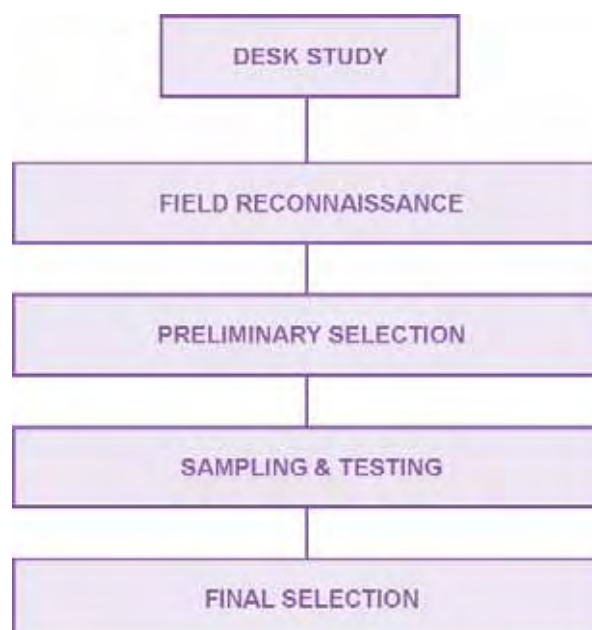 DESK STUDY
FIELD RECONNAISSANCE
PRELIMINARY SELECTION
SAMPLING & TESTING
FINAL SELECTION